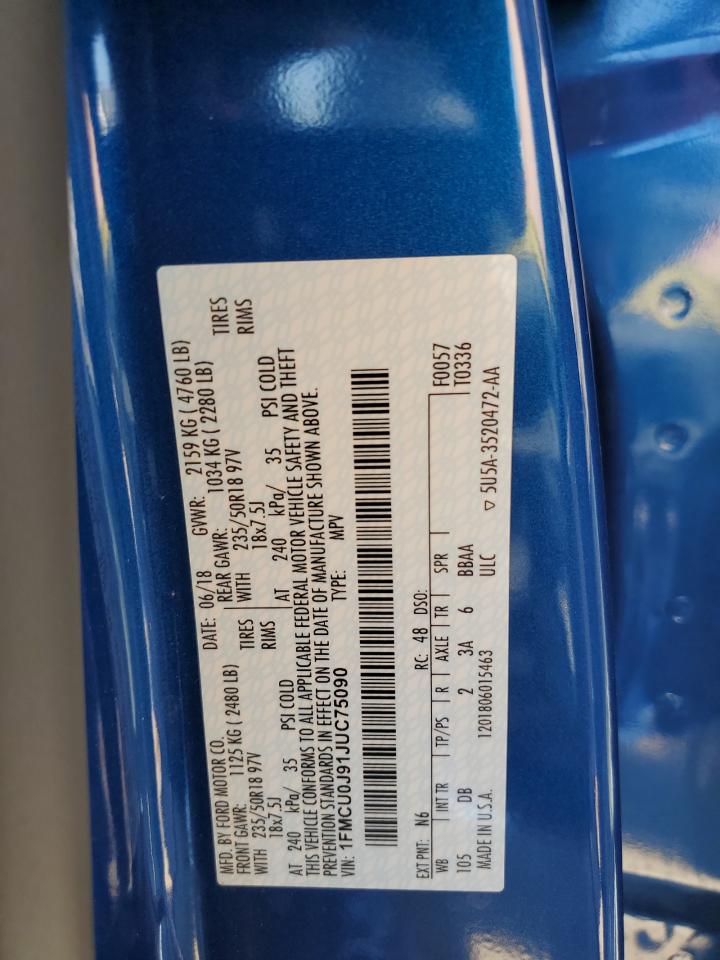 MFD. BY FORD MOTOR CO. DATE: 06/18 GVWR: 2159 KG ( 4760 LB)
FRONT GAWR: 1125 KG ( 2480 LB) REAR GAWR: 1034 KG ( 2280 LB)
WITH 235/50R18 97V TIRES WITH 235/50R18 97V TIRES
18x7.5J RIMS 18x7.5J RIMS
AT 240 kPa/ 35 PSI COLD AT 240 kPa/ 35 PSI COLD
THIS VEHICLE CONFORMS TO ALL APPLICABLE FEDERAL MOTOR VEHICLE SAFETY AND THEFT
PREVENTION STANDARDS IN EFFECT ON THE DATE OF MANUFACTURE SHOWN ABOVE.
VIN: 1FMCU0J91JUC75090 TYPE: MPV
EXT PNT: N6 RC: 48 DSO: F0057
WB INT TR TP/PS R AXLE TR SPR T0336
105 DB 2 3A 6 BBAA
MADE IN U.S.A. 1201806015463 ULC ▽ 5U5A-3520472-AA